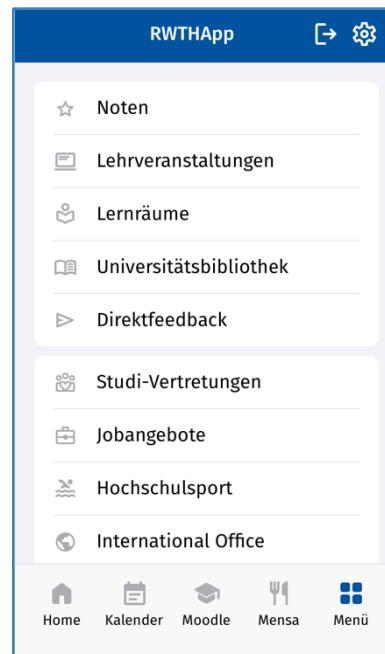 RWTHApp
Noten
Lehrveranstaltungen
Lernräume
Universitätsbibliothek
Direktfeedback
Studi-Vertretungen
Jobangebote
Hochschulsport
International Office
Home Kalender Moodle Mensa Menü